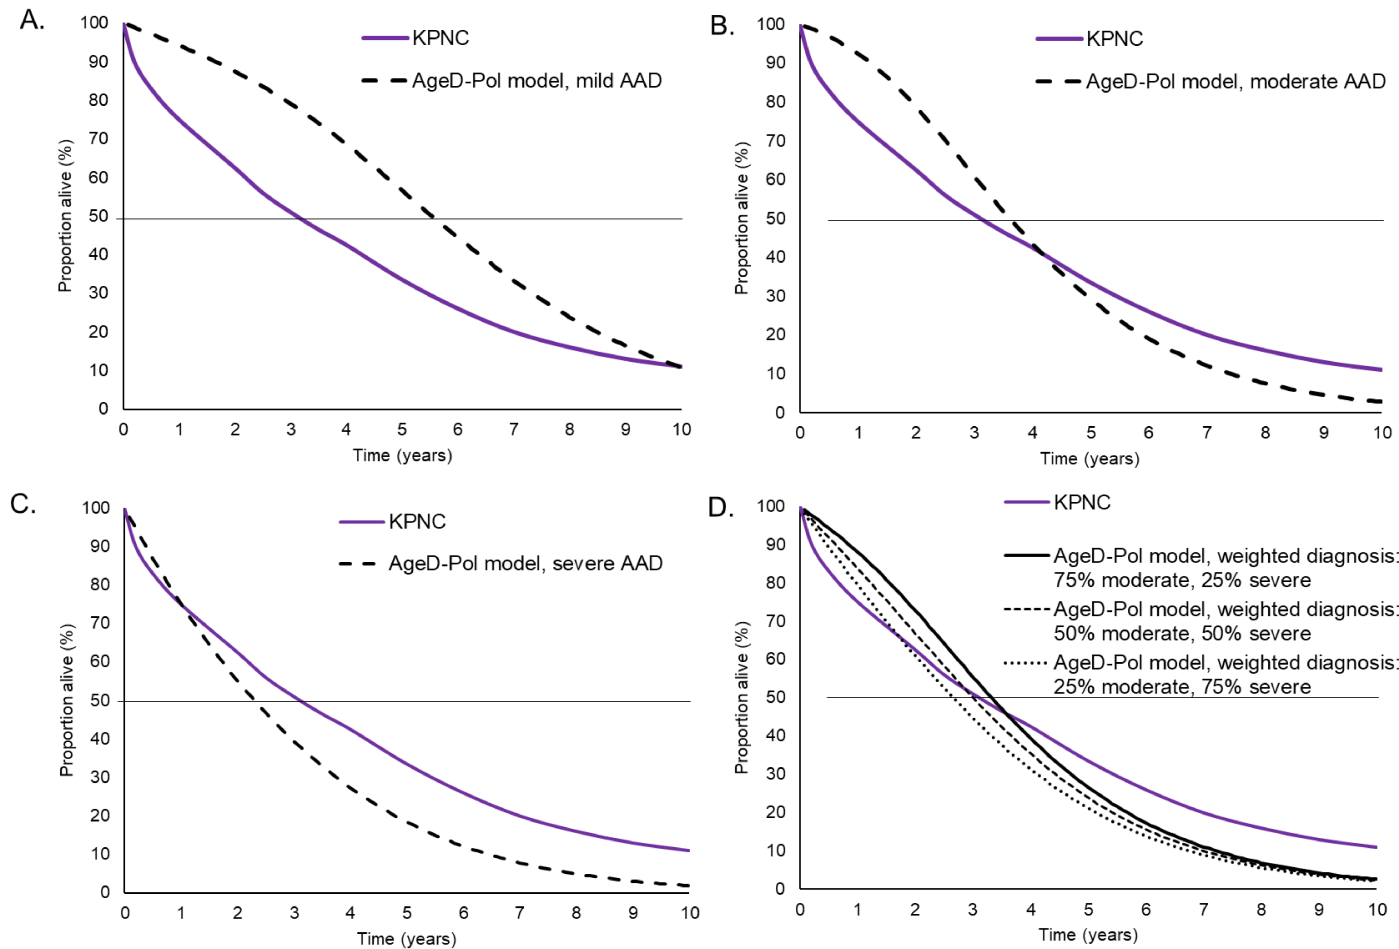 A.
KPNC
AgeD-Pol model, mild AAD
Proportion alive (%)
100
90
80
70
60
50
40
30
20
10
0
0 1 2 3 4 5 6 7 8 9 10
Time (years)
B.
KPNC
AgeD-Pol model, moderate AAD
Proportion alive (%)
100
90
80
70
60
50
40
30
20
10
0
0 1 2 3 4 5 6 7 8 9 10
Time (years)
C.
KPNC
AgeD-Pol model, severe AAD
Proportion alive (%)
100
90
80
70
60
50
40
30
20
10
0
0 1 2 3 4 5 6 7 8 9 10
Time (years)
D.
KPNC
AgeD-Pol model, weighted diagnosis:
75% moderate, 25% severe
AgeD-Pol model, weighted diagnosis:
50% moderate, 50% severe
AgeD-Pol model, weighted diagnosis:
25% moderate, 75% severe
Proportion alive (%)
100
90
80
70
60
50
40
30
20
10
0
0 1 2 3 4 5 6 7 8 9 10
Time (years)